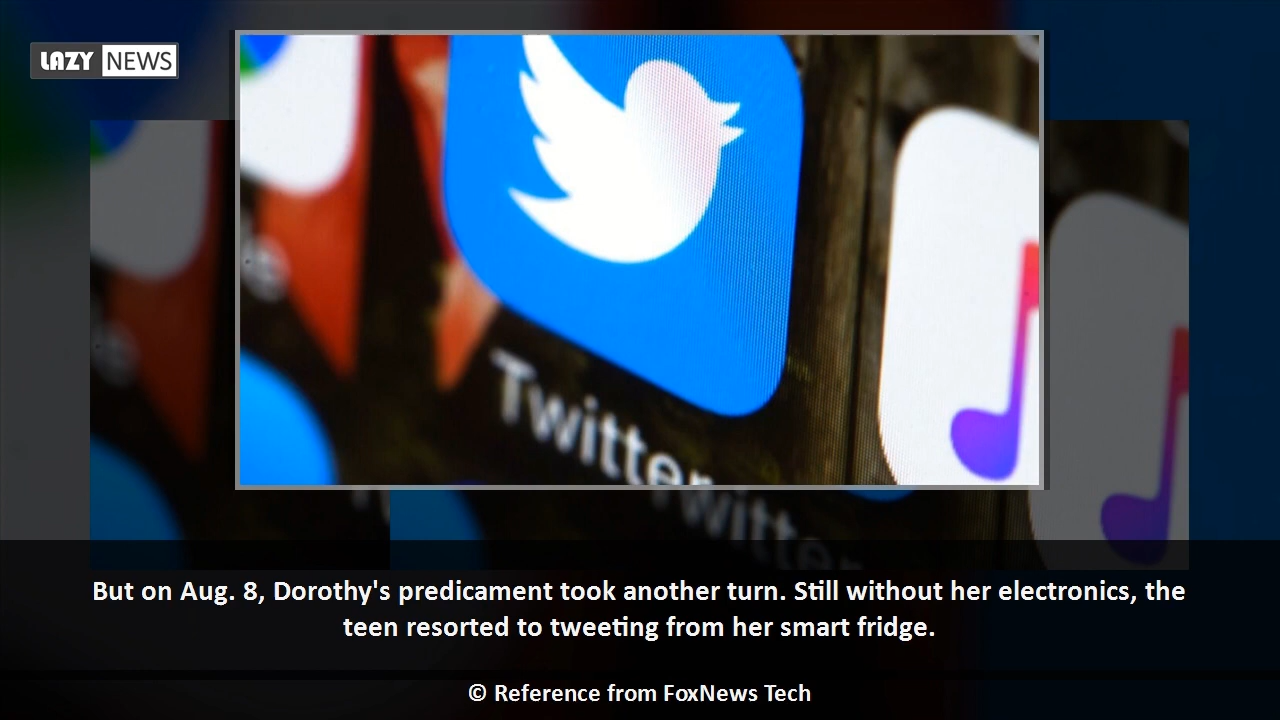 LAZY NEWS
Twitter
But on Aug. 8, Dorothy's predicament took another turn. Still without her electronics, the
teen resorted to tweeting from her smart fridge.
© Reference from FoxNews Tech